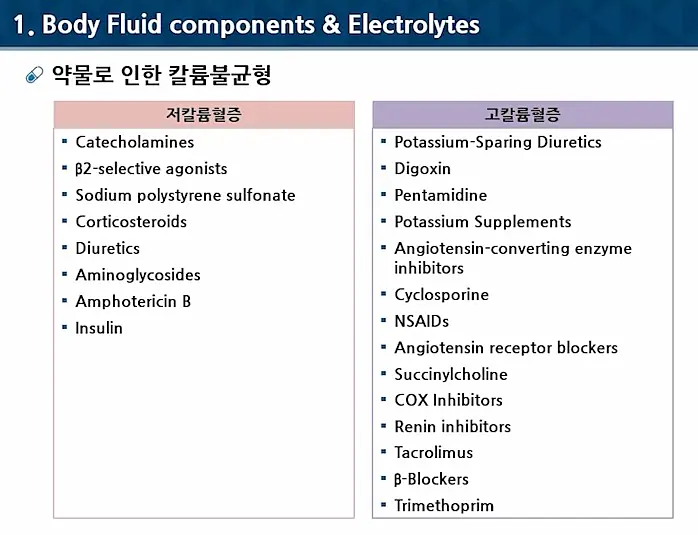 1. Body Fluid components & Electrolytes
약물로 인한 칼륨불균형
저칼륨혈증
▪ Catecholamines
▪ β2-selective agonists
▪ Sodium polystyrene sulfonate
▪ Corticosteroids
▪ Diuretics
▪ Aminoglycosides
▪ Amphotericin B
▪ Insulin
고칼륨혈증
▪ Potassium-Sparing Diuretics
▪ Digoxin
▪ Pentamidine
▪ Potassium Supplements
▪ Angiotensin-converting enzyme
inhibitors
▪ Cyclosporine
▪ NSAIDs
▪ Angiotensin receptor blockers
▪ Succinylcholine
▪ COX Inhibitors
▪ Renin inhibitors
▪ Tacrolimus
▪ β-Blockers
▪ Trimethoprim